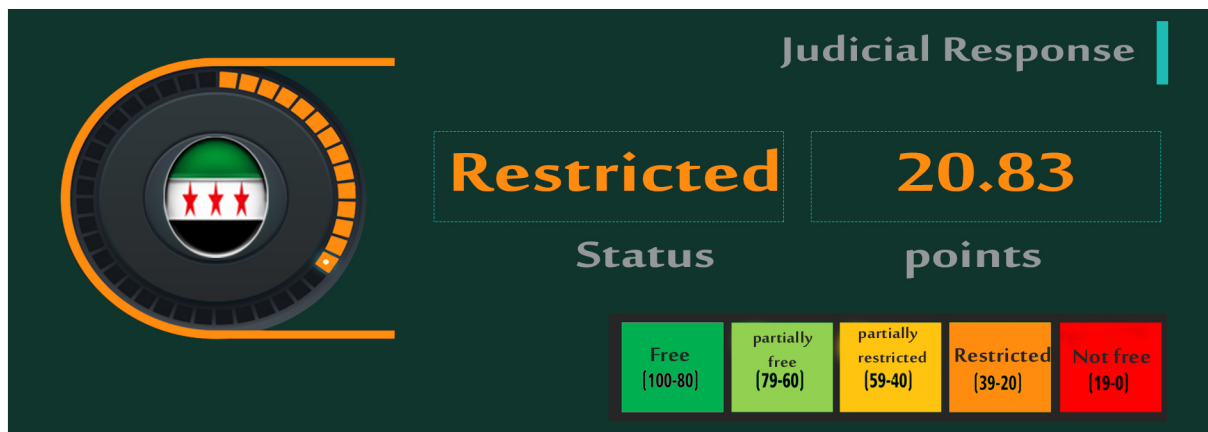 Judicial Response
Restricted
20.83
Status
points
Free
(100-80)
partially
free
(79-60)
partially
restricted
(59-40)
Restricted
(39-20)
Not free
(19-0)